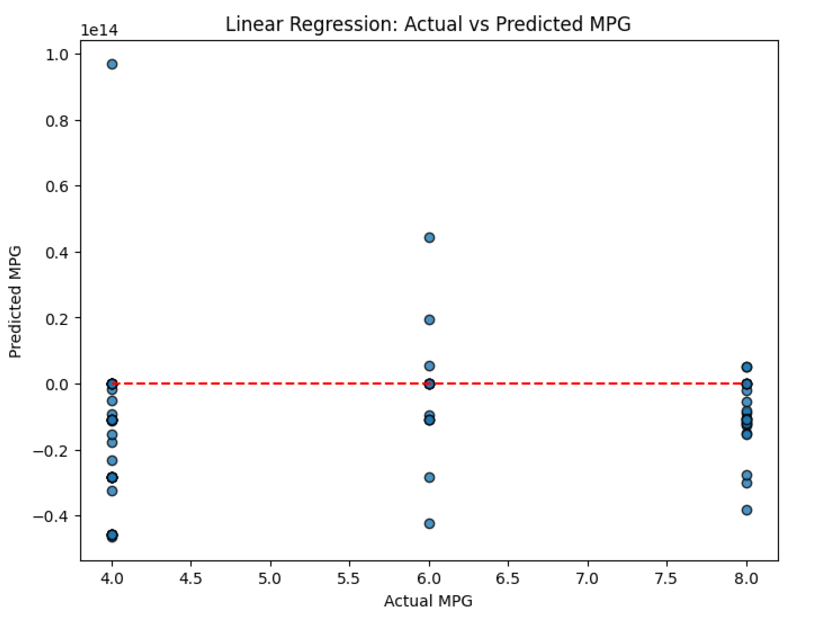 Linear Regression: Actual vs Predicted MPG
1e14
1.0
0.8
0.6
0.4
0.2
0.0
−0.2
−0.4
Predicted MPG
4.0 4.5 5.0 5.5 6.0 6.5 7.0 7.5 8.0
Actual MPG